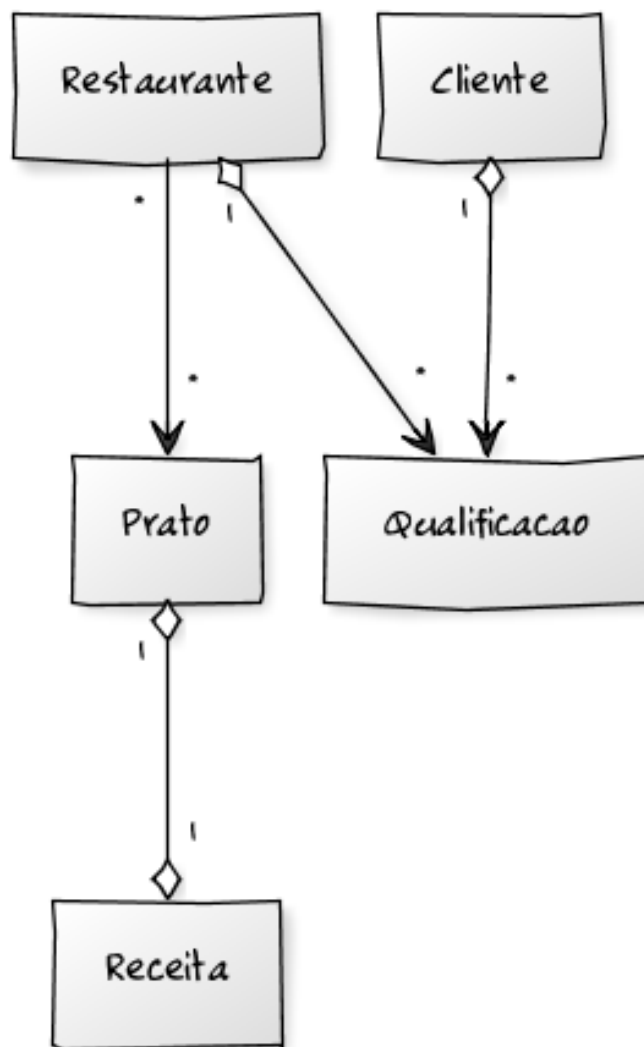 Restaurante
Cliente
*
1
1
*
*
*
Prato
Qualificacao
1
1
Receita